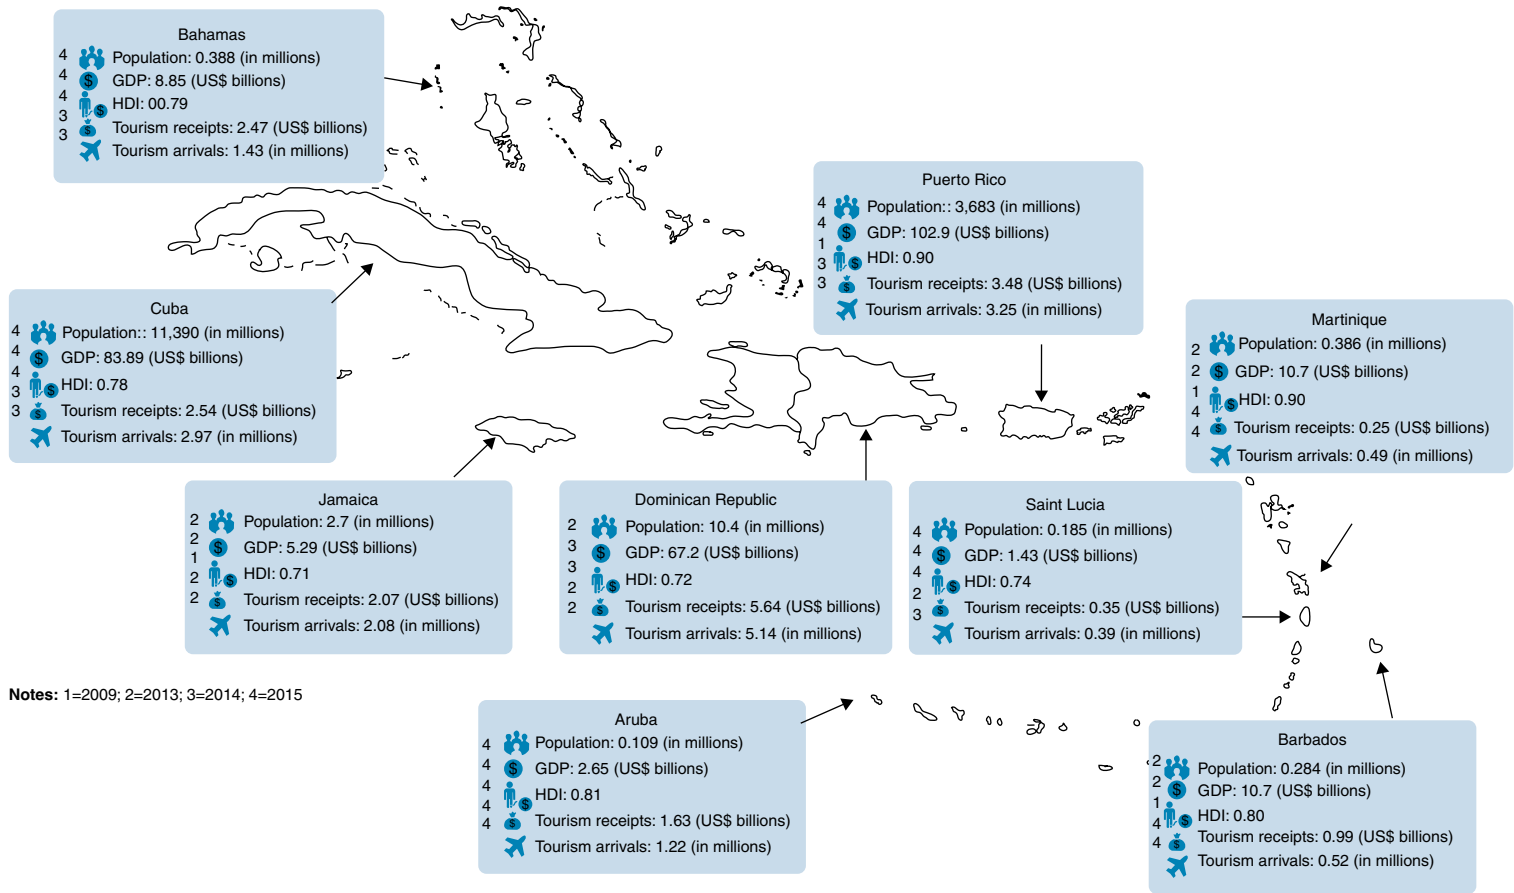 Bahamas
4 Population: 0.388 (in millions)
4 $ GDP: 8.85 (US$ billions)
4 $ HDI: 00.79
3 $ Tourism receipts: 2.47 (US$ billions)
3 Tourism arrivals: 1.43 (in millions)
Puerto Rico
4 Population:: 3,683 (in millions)
4 $ GDP: 102.9 (US$ billions)
1 $ HDI: 0.90
3 $ Tourism receipts: 3.48 (US$ billions)
3 Tourism arrivals: 3.25 (in millions)
Cuba
4 Population:: 11,390 (in millions)
4 $ GDP: 83.89 (US$ billions)
4 $ HDI: 0.78
3 $ Tourism receipts: 2.54 (US$ billions)
3 Tourism arrivals: 2.97 (in millions)
Martinique
2 Population: 0.386 (in millions)
2 $ GDP: 10.7 (US$ billions)
1 $ HDI: 0.90
4 $ Tourism receipts: 0.25 (US$ billions)
4 Tourism arrivals: 0.49 (in millions)
Jamaica
2 Population: 2.7 (in millions)
2 $ GDP: 5.29 (US$ billions)
1 $ HDI: 0.71
2 $ Tourism receipts: 2.07 (US$ billions)
2 Tourism arrivals: 2.08 (in millions)
Dominican Republic
2 Population: 10.4 (in millions)
3 $ GDP: 67.2 (US$ billions)
3 $ HDI: 0.72
2 $ Tourism receipts: 5.64 (US$ billions)
2 Tourism arrivals: 5.14 (in millions)
Saint Lucia
4 Population: 0.185 (in millions)
4 $ GDP: 1.43 (US$ billions)
4 $ HDI: 0.74
2 $ Tourism receipts: 0.35 (US$ billions)
3 Tourism arrivals: 0.39 (in millions)
Notes: 1=2009; 2=2013; 3=2014; 4=2015
Aruba
4 Population: 0.109 (in millions)
4 $ GDP: 2.65 (US$ billions)
4 $ HDI: 0.81
4 $ Tourism receipts: 1.63 (US$ billions)
4 Tourism arrivals: 1.22 (in millions)
Barbados
2 Population: 0.284 (in millions)
2 $ GDP: 10.7 (US$ billions)
1 $ HDI: 0.80
4 $ Tourism receipts: 0.99 (US$ billions)
4 Tourism arrivals: 0.52 (in millions)